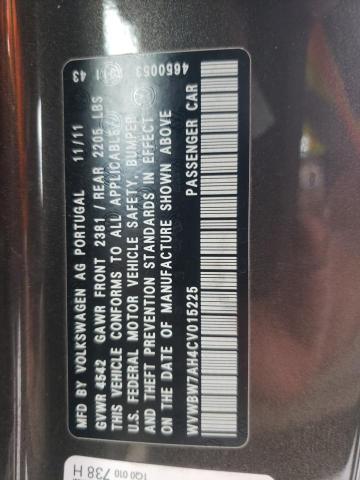 MFD BY VOLKSWAGEN AG PORTUGAL 11/11
GVWR 4542 GAWR FRONT 2381 / REAR 2205 LBS
THIS VEHICLE CONFORMS TO ALL APPLICABLE
U.S. FEDERAL MOTOR VEHICLE SAFETY, BUMPER
AND THEFT PREVENTION STANDARDS IN EFFECT
ON THE DATE OF MANUFACTURE SHOWN ABOVE
WVWBW7AH4CV015225 PASSENGER CAR
43
4650053
1Q0 010 738 H